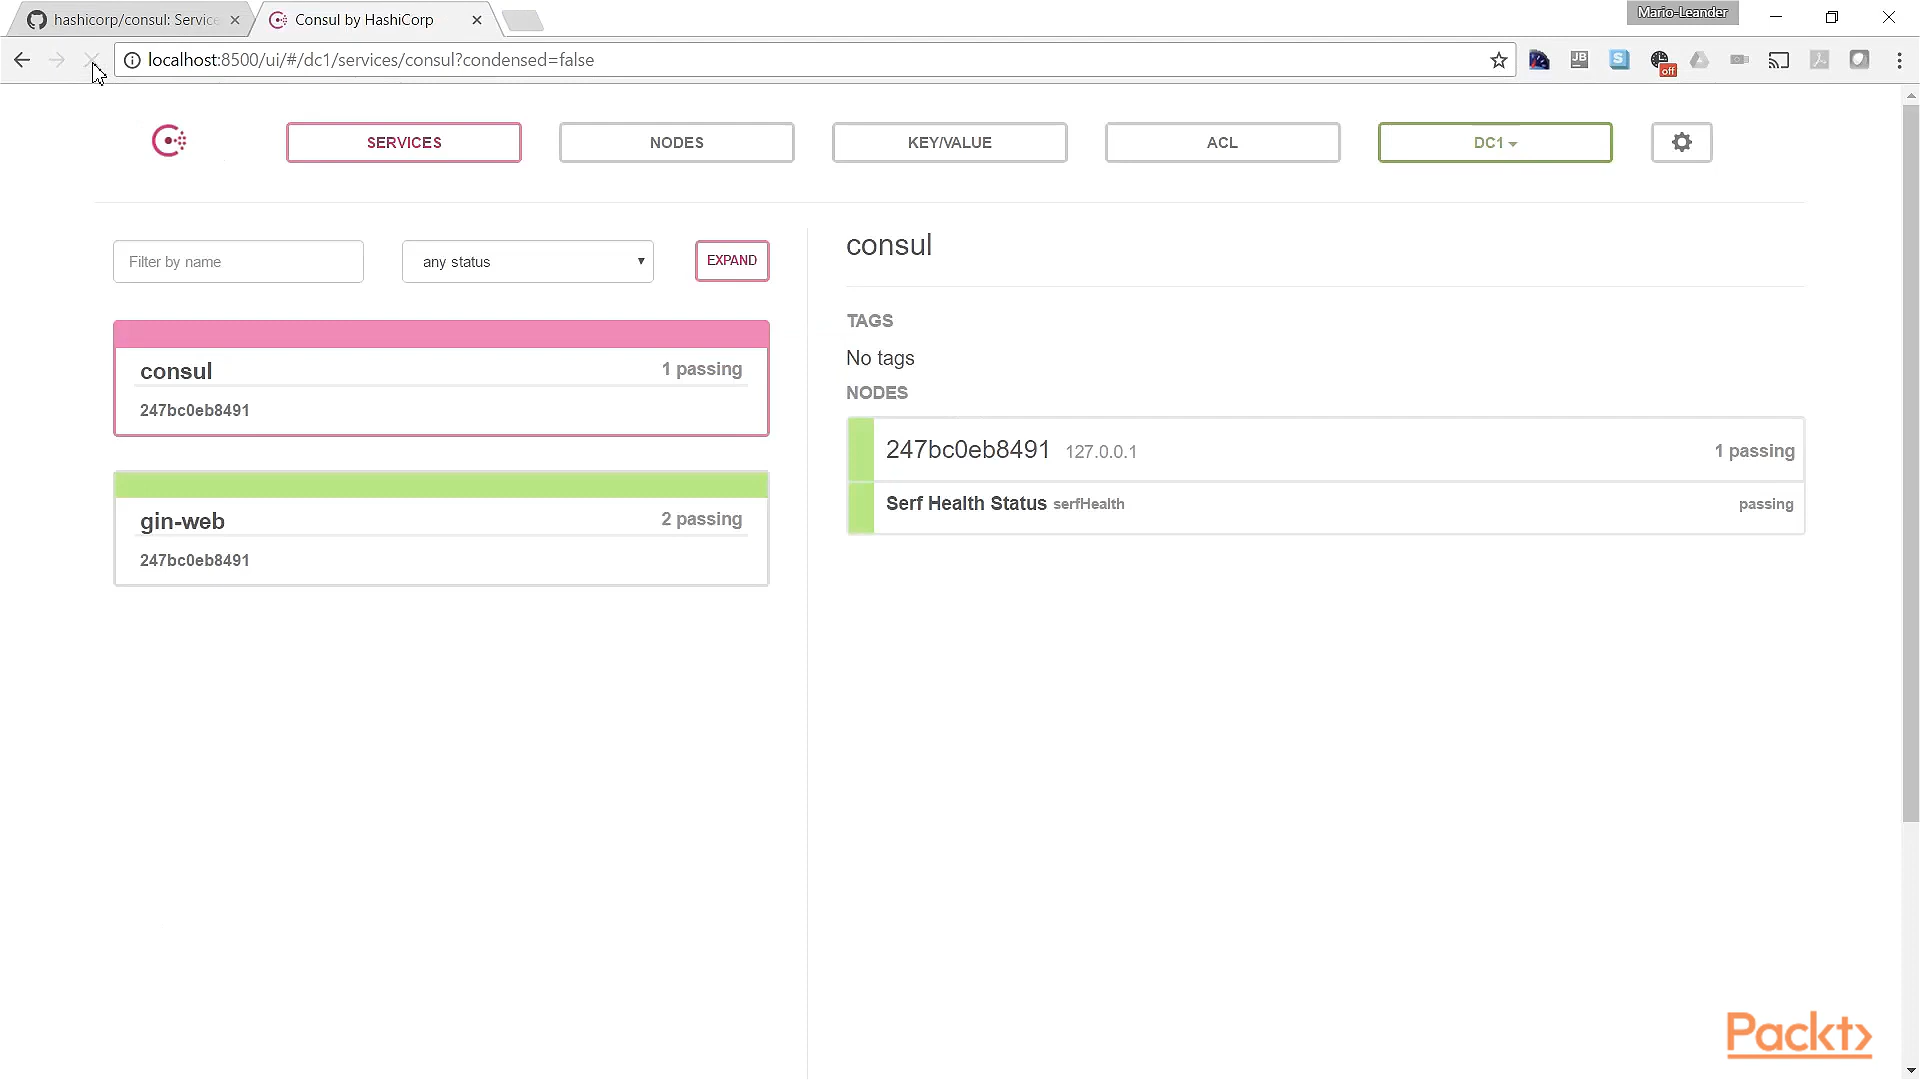 hashicorp/consul: Service
Consul by HashiCorp
Mario-Leander
localhost:8500/ui/#/dc1/services/consul?condensed=false
JB
S
off
SERVICES
NODES
KEY/VALUE
ACL
DC1
Filter by name
any status
EXPAND
consul
consul
1 passing
247bc0eb8491
gin-web
2 passing
247bc0eb8491
TAGS
No tags
NODES
247bc0eb8491 127.0.0.1
1 passing
Serf Health Status serfHealth
passing
Packt>